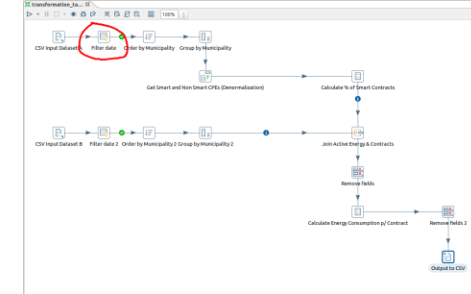 transformation_ta...
100%
CSV Input Dataset A
Filter date
Order by Municipality
Group by Municipality
Get Smart and Non Smart CPEs (Denormalization)
Calculate % of Smart Contracts
CSV Input Dataset B
Filter date 2
Order by Municipality 2
Group by Municipality 2
Join Active Energy & Contracts
Remove fields
Calculate Energy Consumption p/ Contract
Remove fields 2
Output to CSV